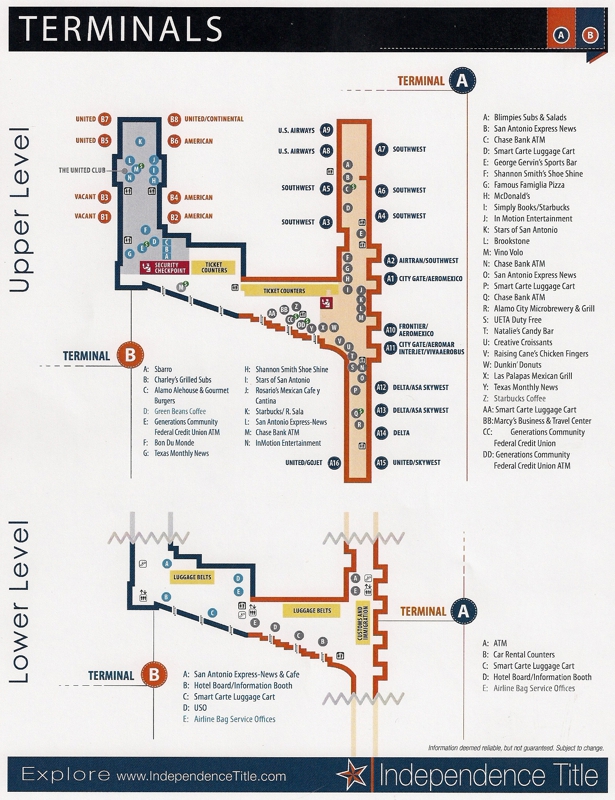 TERMINALS
A B
Upper Level
TERMINAL A
UNITED B7
B8 UNITED/CONTINENTAL
UNITED B5
B6 AMERICAN
THE UNITED CLUB
VACANT B3
B4 AMERICAN
VACANT B1
B2 AMERICAN
SECURITY CHECKPOINT
TICKET COUNTERS
TICKET COUNTERS
U.S. AIRWAYS A9
A7 SOUTHWEST
U.S. AIRWAYS A8
SOUTHWEST A5
A6 SOUTHWEST
SOUTHWEST A3
A4 SOUTHWEST
A2 AIRTRAN/SOUTHWEST
A1 CITY GATE/AEROMEXICO
A10 FRONTIER/
AEROMEXICO
A11 CITY GATE/AEROMAR
INTERJET/VIVAAEROBUS
A12 DELTA/ASA SKYWEST
A13 DELTA/ASA SKYWEST
A14 DELTA
UNITED/GOJET A16
A15 UNITED/SKYWEST
A: Blimpies Subs & Salads
B: San Antonio Express News
C: Chase Bank ATM
D: Smart Carte Luggage Cart
E: George Gervin's Sports Bar
F: Shannon Smith's Shoe Shine
G: Famous Famiglia Pizza
H: McDonald's
I: Simply Books/Starbucks
J: In Motion Entertainment
K: Stars of San Antonio
L: Brookstone
M: Vino Volo
N: Chase Bank ATM
O: San Antonio Express News
P: Smart Carte Luggage Cart
Q: Chase Bank ATM
R: Alamo City Microbrewery & Grill
S: UETA Duty Free
T: Natalie's Candy Bar
U: Creative Croissants
V: Raising Cane's Chicken Fingers
W: Dunkin' Donuts
X: Las Palapas Mexican Grill
Y: Texas Monthly News
Z: Starbucks Coffee
AA: Smart Carte Luggage Cart
BB: Marcy's Business & Travel Center
CC: Generations Community
Federal Credit Union
DD: Generations Community
Federal Credit Union ATM
TERMINAL B
A: Sbarro
B: Charley's Grilled Subs
C: Alamo Alehouse & Gourmet
Burgers
D: Green Beans Coffee
E: Generations Community
Federal Credit Union ATM
F: Bon Du Monde
G: Texas Monthly News
H: Shannon Smith Shoe Shine
I: Stars of San Antonio
J: Rosario's Mexican Cafe y
Cantina
K: Starbucks/ R. Sala
L: San Antonio Express-News
M: Chase Bank ATM
N: InMotion Entertainment
Lower Level
LUGGAGE BELTS
LUGGAGE BELTS
CUSTOMS AND
IMMIGRATION
TERMINAL A
A: ATM
B: Car Rental Counters
C: Smart Carte Luggage Cart
D: Hotel Board/Information Booth
E: Airline Bag Service Offices
TERMINAL B
A: San Antonio Express-News & Cafe
B: Hotel Board/Information Booth
C: Smart Carte Luggage Cart
D: USO
E: Airline Bag Service Offices
Information deemed reliable, but not guaranteed. Subject to change.
Explore www.IndependenceTitle.com
Independence Title